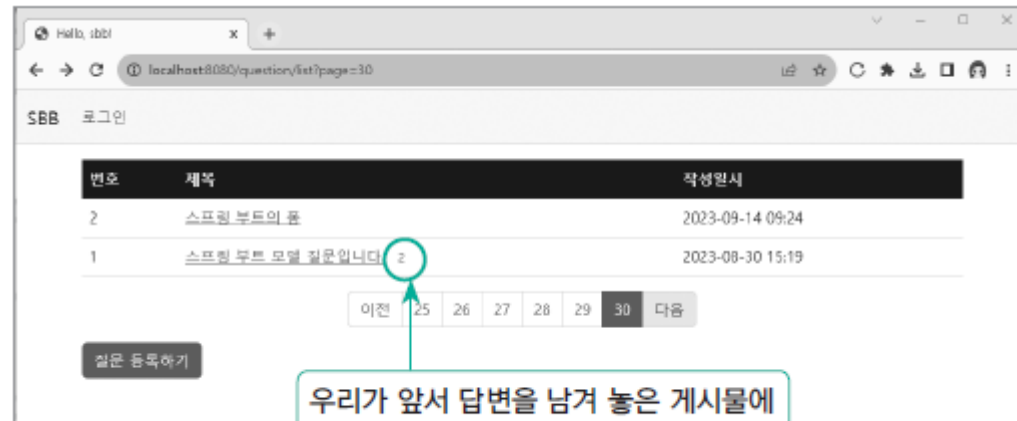 Hello, sbb!
localhost:8080/question/list?page=30
SBB 로그인
번호 제목 작성일시
2 스프링 부트의 폼 2023-09-14 09:24
1 스프링 부트 모델 질문입니다. 2 2023-08-30 15:19
이전 25 26 27 28 29 30 다음
질문 등록하기
우리가 앞서 답변을 남겨 놓은 게시물에